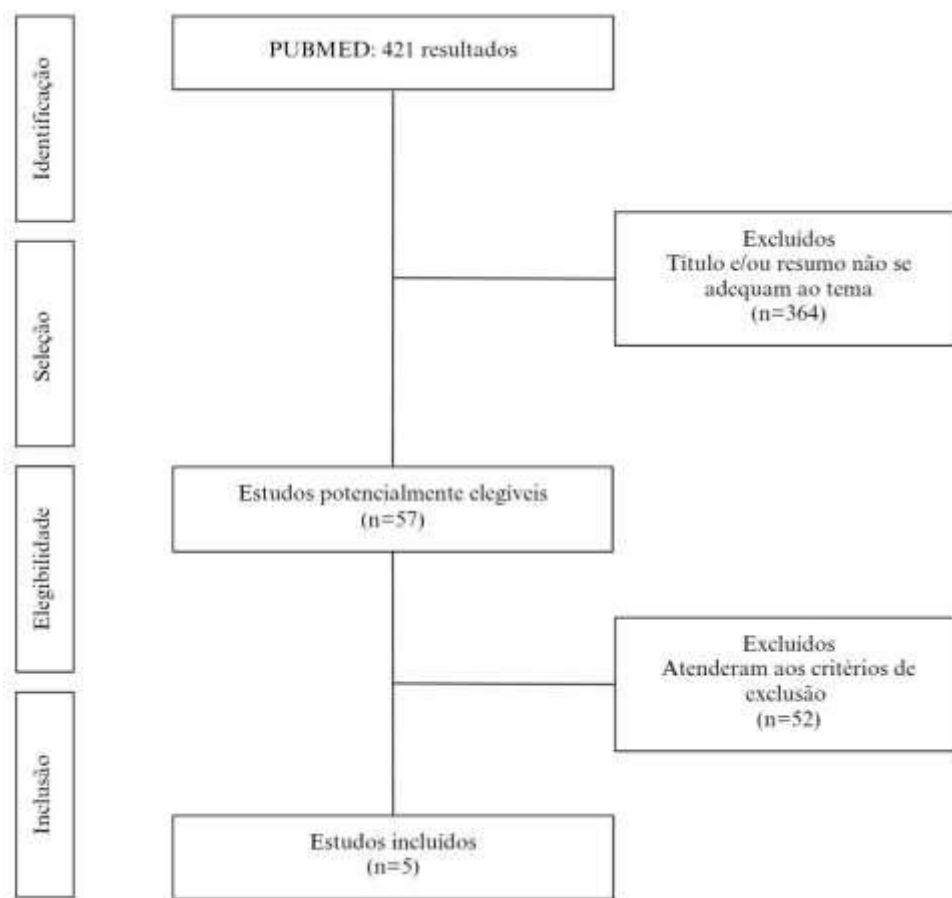 Identificação
PUBMED: 421 resultados
Seleção
Excluídos
Título e/ou resumo não se
adequam ao tema
(n=364)
Elegibilidade
Estudos potencialmente elegíveis
(n=57)
Excluídos
Atenderam aos critérios de
exclusão
(n=52)
Inclusão
Estudos incluídos
(n=5)